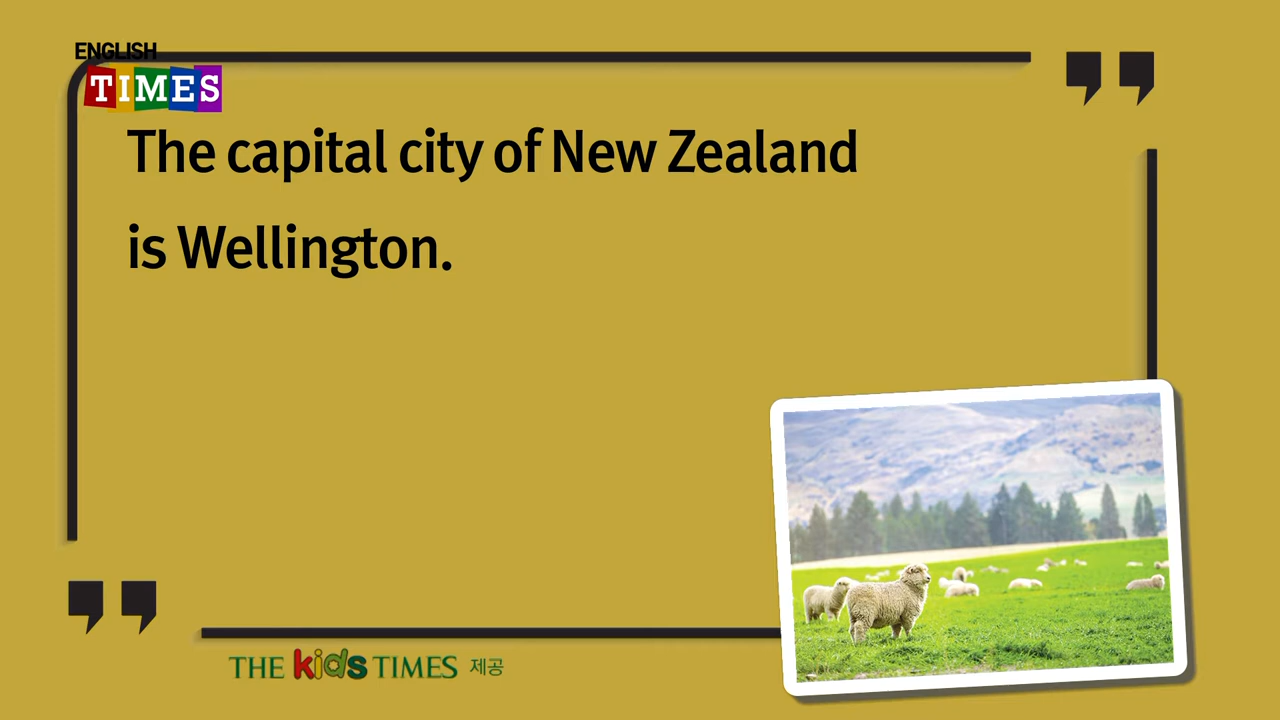 ENGLISH
TIMES
The capital city of New Zealand
is Wellington.
THE kids TIMES 제공